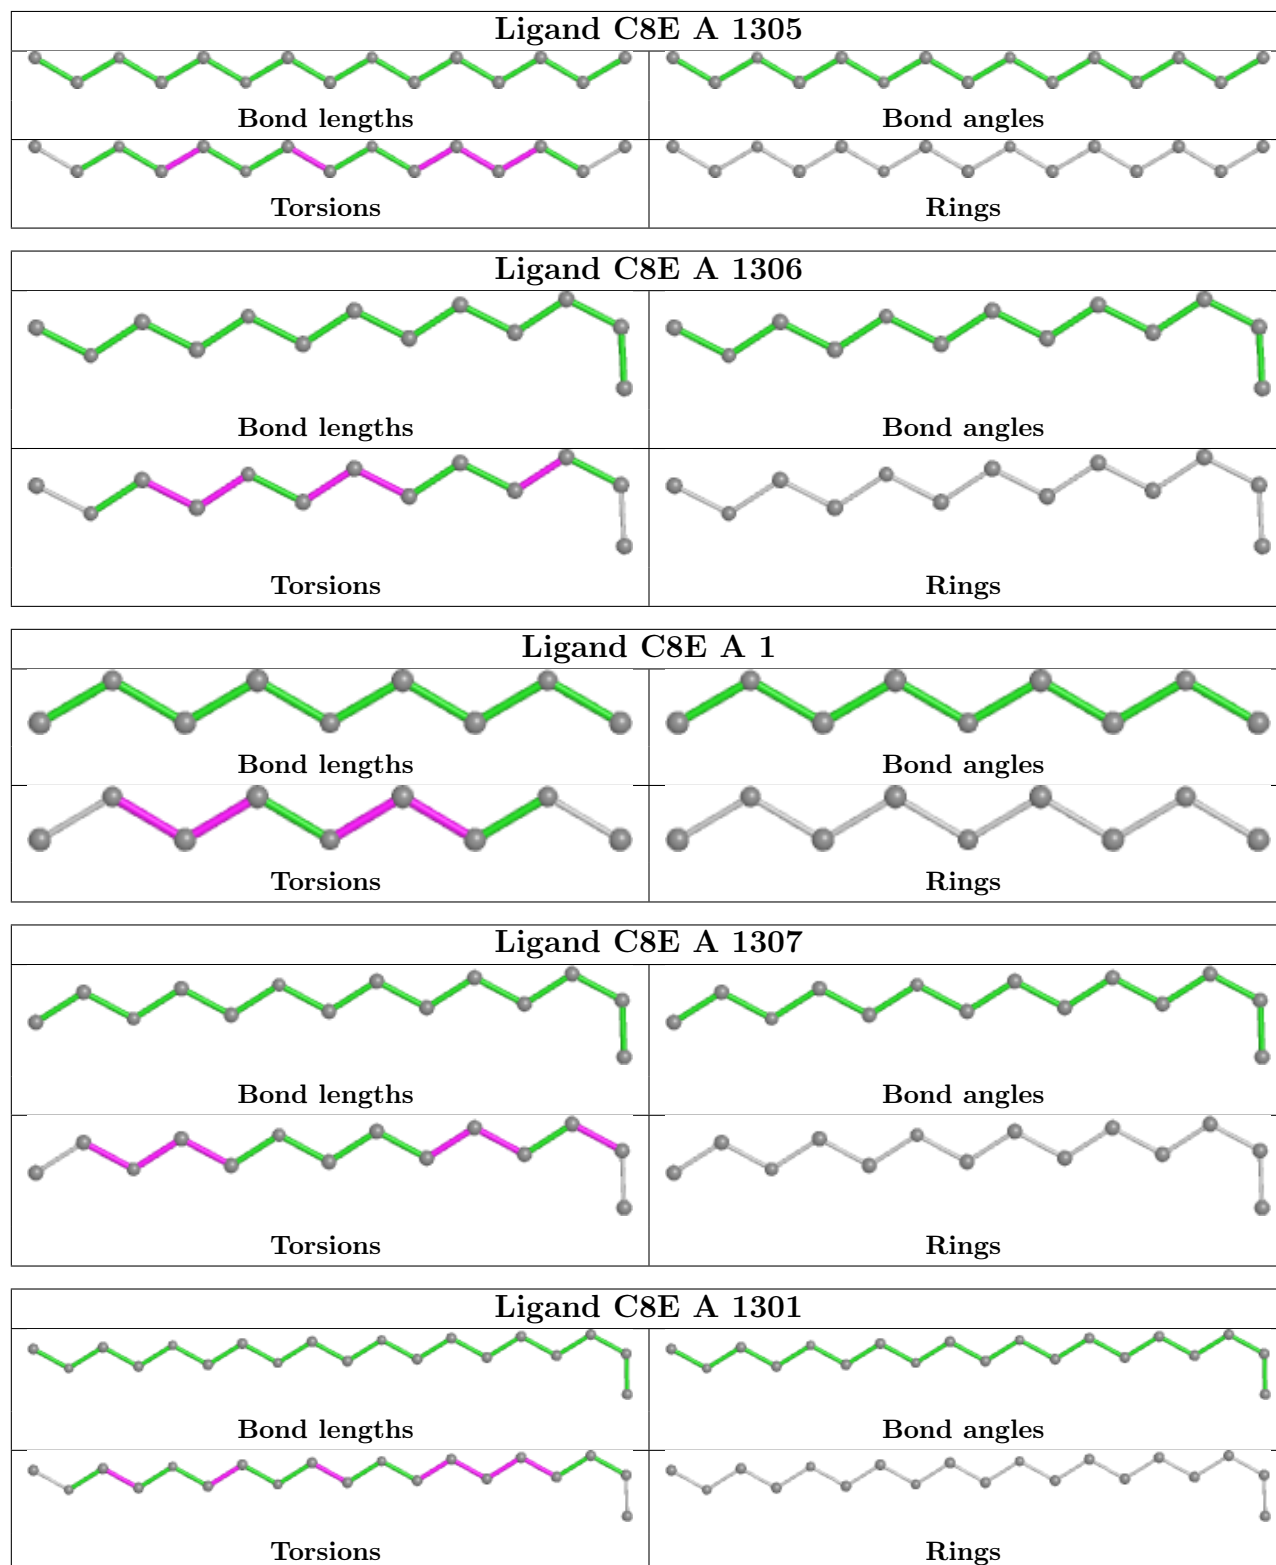 Ligand C8E A 1305
Bond lengths
Bond angles
Torsions
Rings
Ligand C8E A 1306
Bond lengths
Bond angles
Torsions
Rings
Ligand C8E A 1
Bond lengths
Bond angles
Torsions
Rings
Ligand C8E A 1307
Bond lengths
Bond angles
Torsions
Rings
Ligand C8E A 1301
Bond lengths
Bond angles
Torsions
Rings